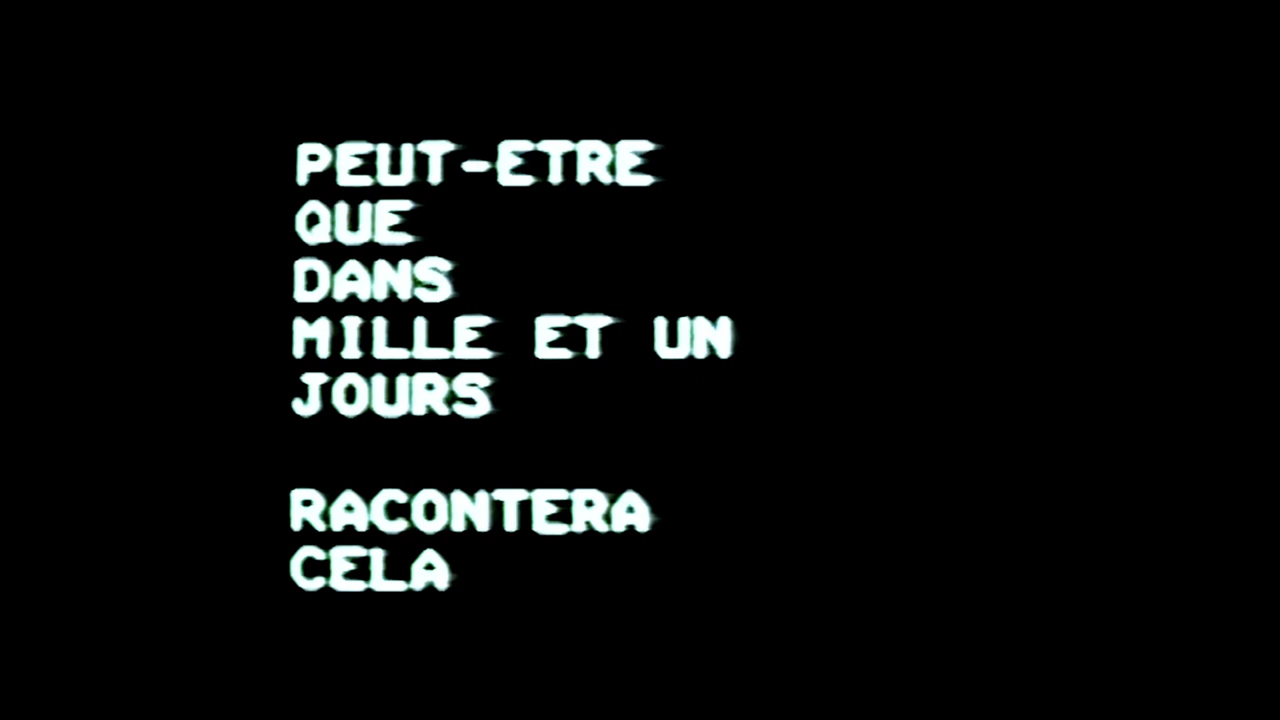 PEUT-ETRE
QUE
DANS
MILLE ET UN
JOURS
RACONTERA
CELA